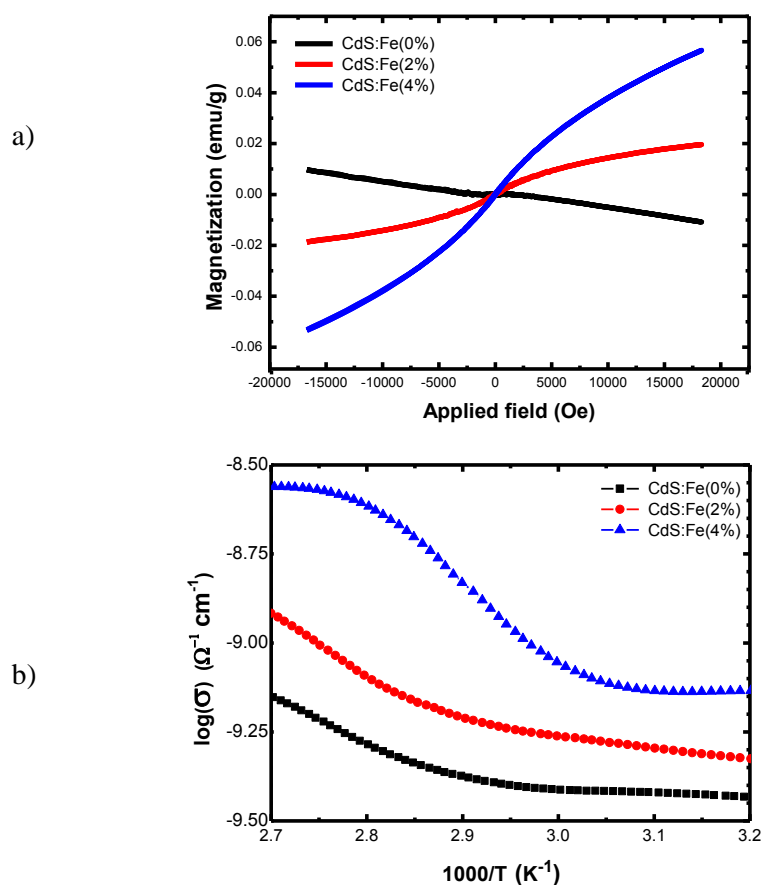 a)
CdS:Fe(0%)
CdS:Fe(2%)
CdS:Fe(4%)
Magnetization (emu/g)
0.06
0.04
0.02
0.00
-0.02
-0.04
-0.06
-20000 -15000 -10000 -5000 0 5000 10000 15000 20000
Applied field (Oe)
b)
CdS:Fe(0%)
CdS:Fe(2%)
CdS:Fe(4%)
log(σ) (Ω⁻¹ cm⁻¹)
-8.50
-8.75
-9.00
-9.25
-9.50
2.7 2.8 2.9 3.0 3.1 3.2
1000/T (K⁻¹)